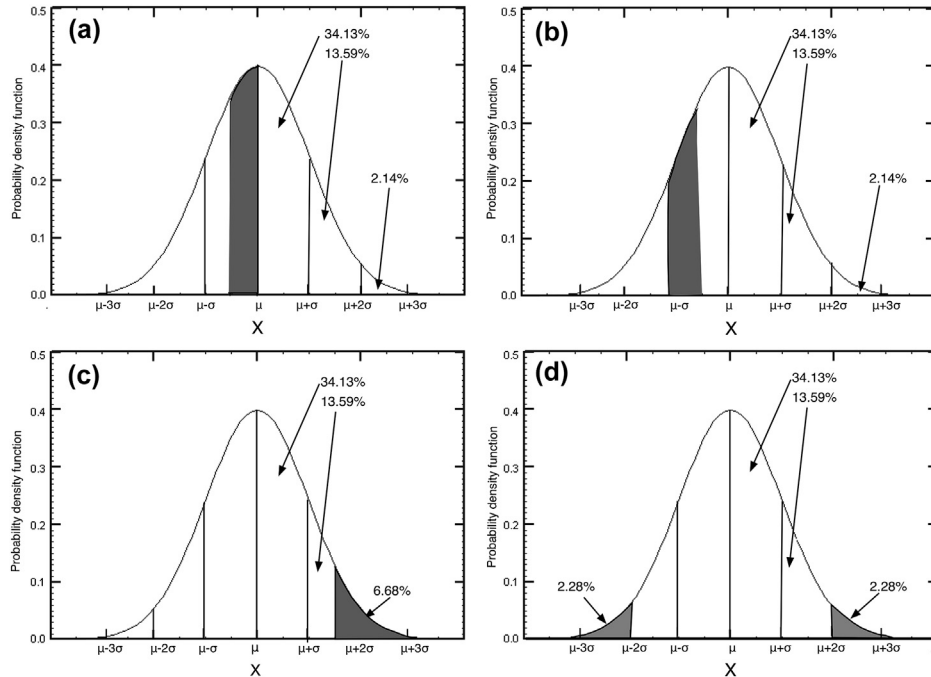 (a)
0.5
0.4
0.3
0.2
0.1
0.0
Probability density function
34.13%
13.59%
2.14%
μ-3σ μ-2σ μ-σ μ μ+σ μ+2σ μ+3σ
X
(b)
0.5
0.4
0.3
0.2
0.1
0.0
Probability density function
34.13%
13.59%
2.14%
μ-3σ μ-2σ μ-σ μ μ+σ μ+2σ μ+3σ
X
(c)
0.5
0.4
0.3
0.2
0.1
0.0
Probability density function
34.13%
13.59%
6.68%
μ-3σ μ-2σ μ-σ μ μ+σ μ+2σ μ+3σ
X
(d)
0.5
0.4
0.3
0.2
0.1
0.0
Probability density function
34.13%
13.59%
2.28%
2.28%
μ-3σ μ-2σ μ-σ μ μ+σ μ+2σ μ+3σ
X